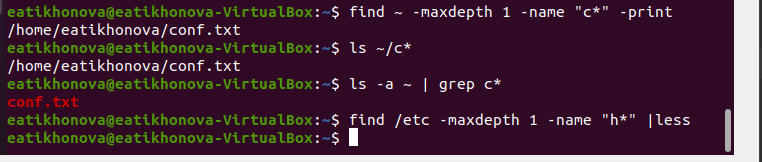 eatikhonova@eatikhonova-VirtualBox:~$ find ~ -maxdepth 1 -name "c*" -print
/home/eatikhonova/conf.txt
eatikhonova@eatikhonova-VirtualBox:~$ ls ~/c*
/home/eatikhonova/conf.txt
eatikhonova@eatikhonova-VirtualBox:~$ ls -a ~ | grep c*
conf.txt
eatikhonova@eatikhonova-VirtualBox:~$ find /etc -maxdepth 1 -name "h*" |less
eatikhonova@eatikhonova-VirtualBox:~$